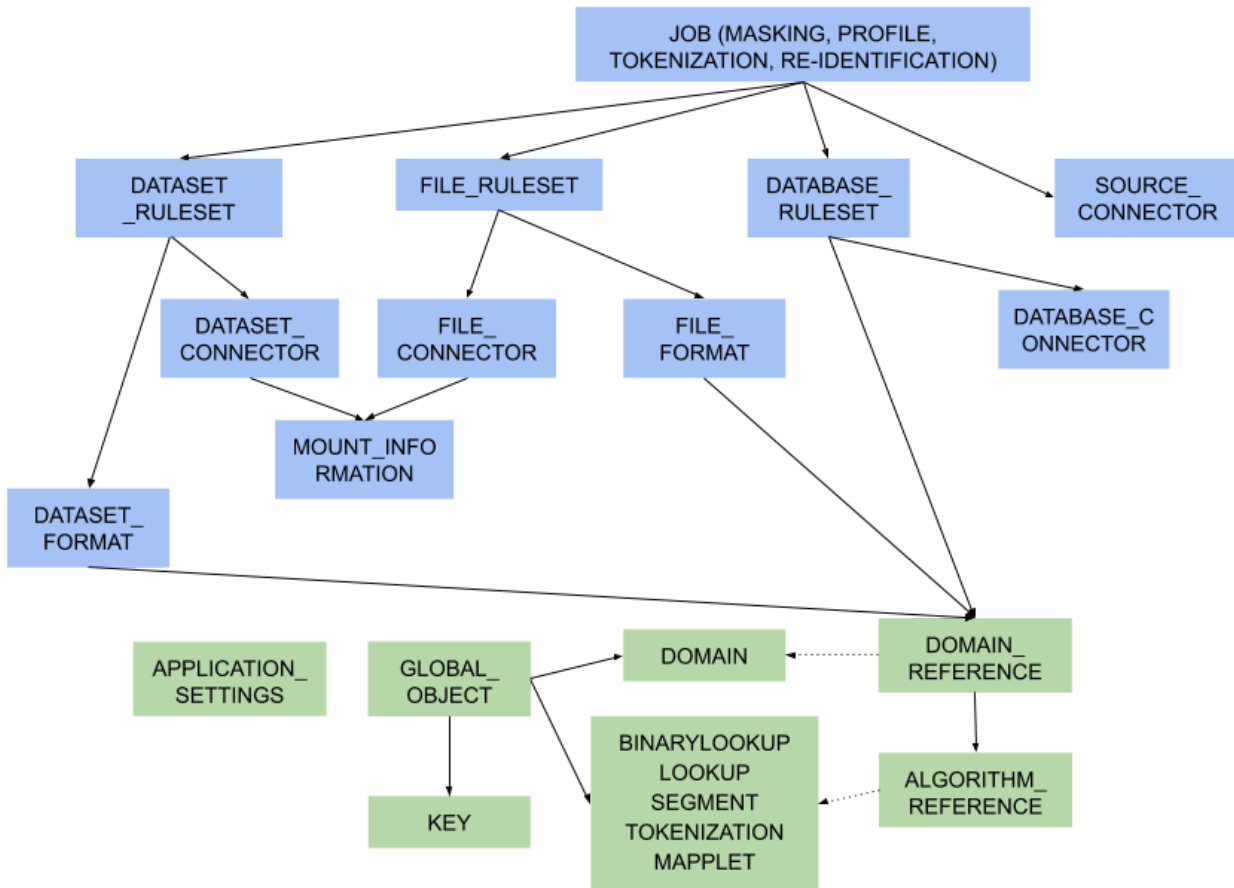 JOB (MASKING, PROFILE,
TOKENIZATION, RE-IDENTIFICATION)
DATASET
_RULESET
FILE_RULESET
DATABASE_
RULESET
SOURCE_
CONNECTOR
DATASET_
CONNECTOR
FILE_
CONNECTOR
FILE_
FORMAT
DATABASE_C
ONNECTOR
MOUNT_INFO
RMATION
DATASET_
FORMAT
APPLICATION_
SETTINGS
GLOBAL_
OBJECT
DOMAIN
DOMAIN_
REFERENCE
KEY
BINARYLOOKUP
LOOKUP
SEGMENT
TOKENIZATION
MAPPLET
ALGORITHM_
REFERENCE